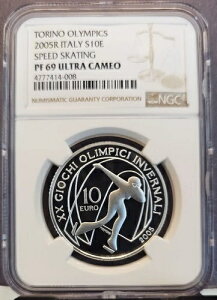 TORINO OLYMPICS
2005R ITALY S10E
SPEED SKATING
PF 69 ULTRA CAMEO
4777414-008
NUMISMATIC GUARANTY CORPORATION
NGC
XX GIOCHI OLIMPICI INVERNALI
10
EURO
2005